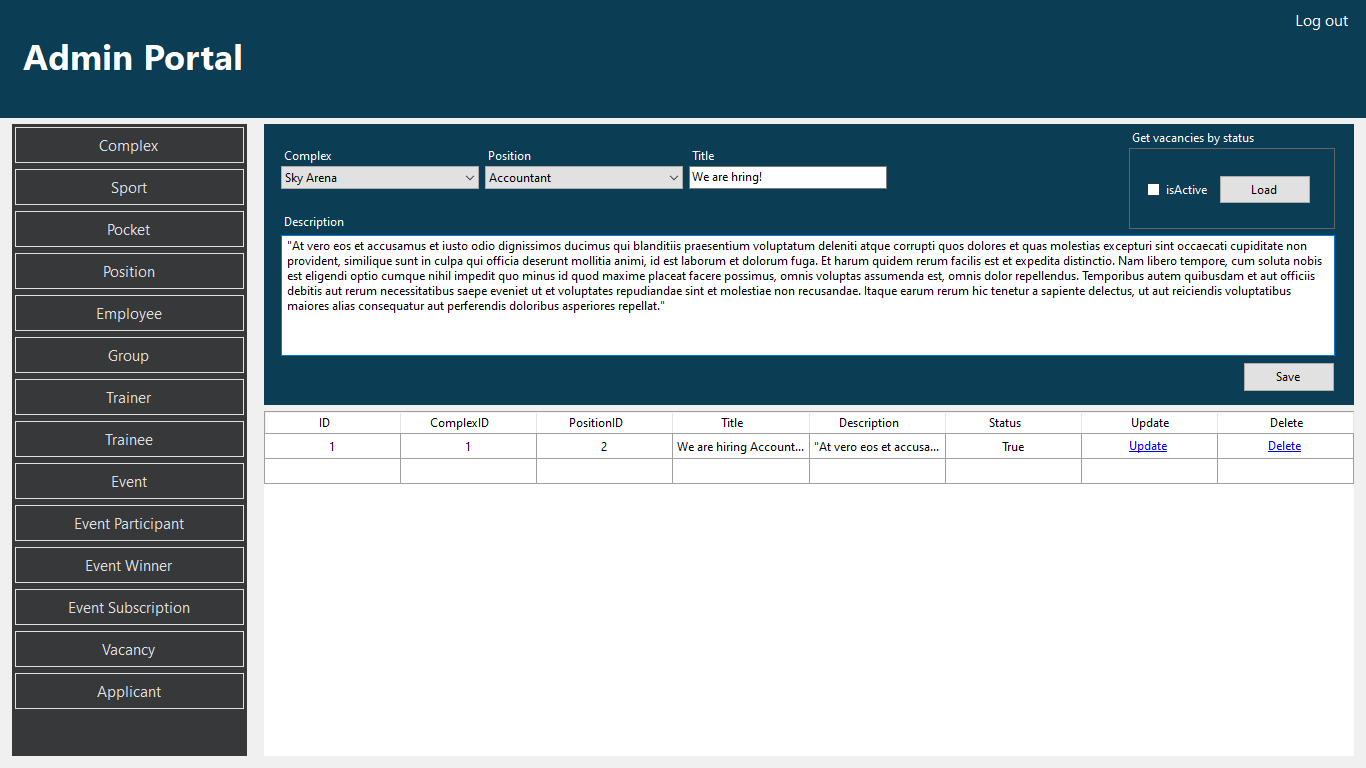 Log out
Admin Portal
Complex
Sport
Pocket
Position
Employee
Group
Trainer
Trainee
Event
Event Participant
Event Winner
Event Subscription
Vacancy
Applicant
Get vacancies by status
Complex Position Title
Sky Arena Accountant We are hring!
isActive Load
Description
"At vero eos et accusamus et iusto odio dignissimos ducimus qui blanditiis praesentium voluptatum deleniti atque corrupti quos dolores et quas molestias excepturi sint occaecati cupiditate non
provident, similique sunt in culpa qui officia deserunt mollitia animi, id est laborum et dolorum fuga. Et harum quidem rerum facilis est et expedita distinctio. Nam libero tempore, cum soluta nobis
est eligendi optio cumque nihil impedit quo minus id quod maxime placeat facere possimus, omnis voluptas assumenda est, omnis dolor repellendus. Temporibus autem quibusdam et aut officiis
debitis aut rerum necessitatibus saepe eveniet ut et voluptates repudiandae sint et molestiae non recusandae. Itaque earum rerum hic tenetur a sapiente delectus, ut aut reiciendis voluptatibus
maiores alias consequatur aut perferendis doloribus asperiores repellat."
Save
ID ComplexID PositionID Title Description Status Update Delete
1 1 2 We are hiring Account... "At vero eos et accusa... True Update Delete